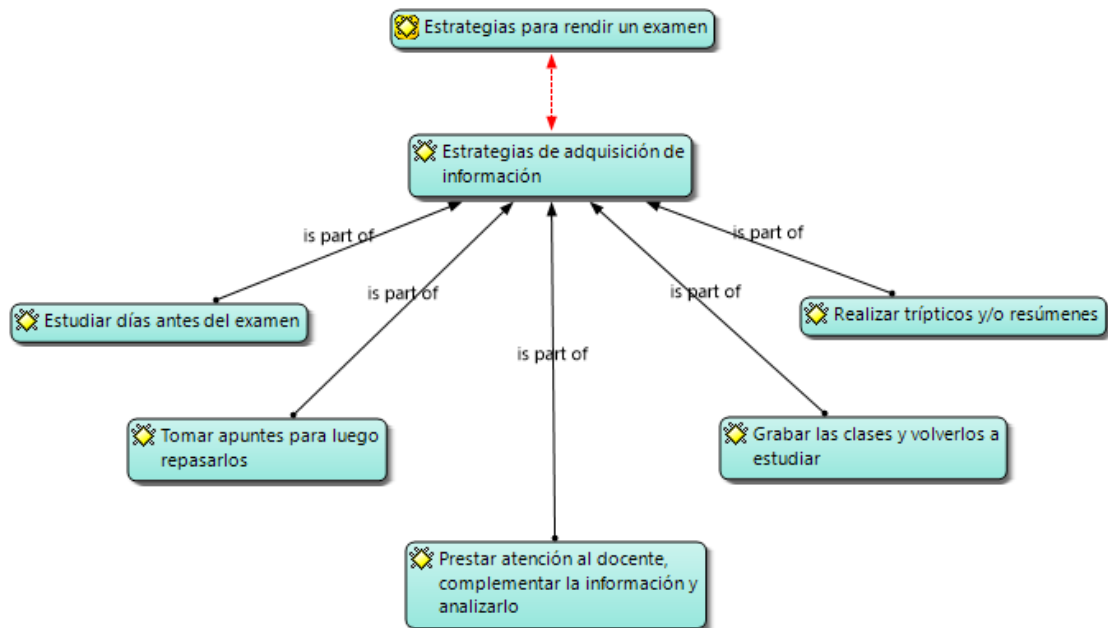 Estrategias para rendir un examen
Estrategias de adquisición de
información
is part of
is part of
is part of
is part of
is part of
Estudiar días antes del examen
Realizar trípticos y/o resúmenes
Tomar apuntes para luego
repasarlos
Grabar las clases y volverlos a
estudiar
Prestar atención al docente,
complementar la información y
analizarlo